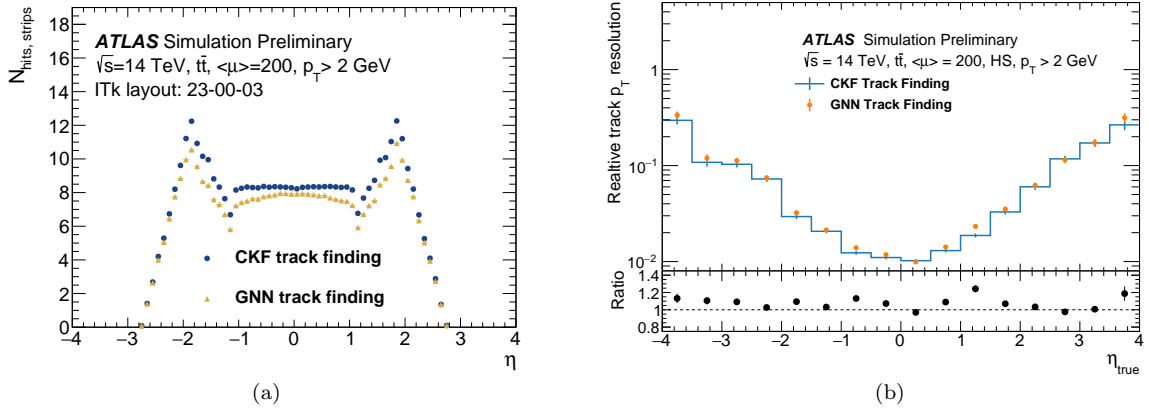 N_hits, strips
18
16
14
12
10
8
6
4
2
0
ATLAS Simulation Preliminary
√s=14 TeV, tt̄, <μ>=200, p_T > 2 GeV
ITk layout: 23-00-03
CKF track finding
GNN track finding
−4 −3 −2 −1 0 1 2 3 4
η
(a)
Realtive track p_T resolution
1
10⁻¹
10⁻²
ATLAS Simulation Preliminary
√s = 14 TeV, tt̄, <μ> = 200, HS, p_T > 2 GeV
CKF Track Finding
GNN Track Finding
Ratio
1.4
1.2
1
0.8
−4 −3 −2 −1 0 1 2 3 4
η_true
(b)